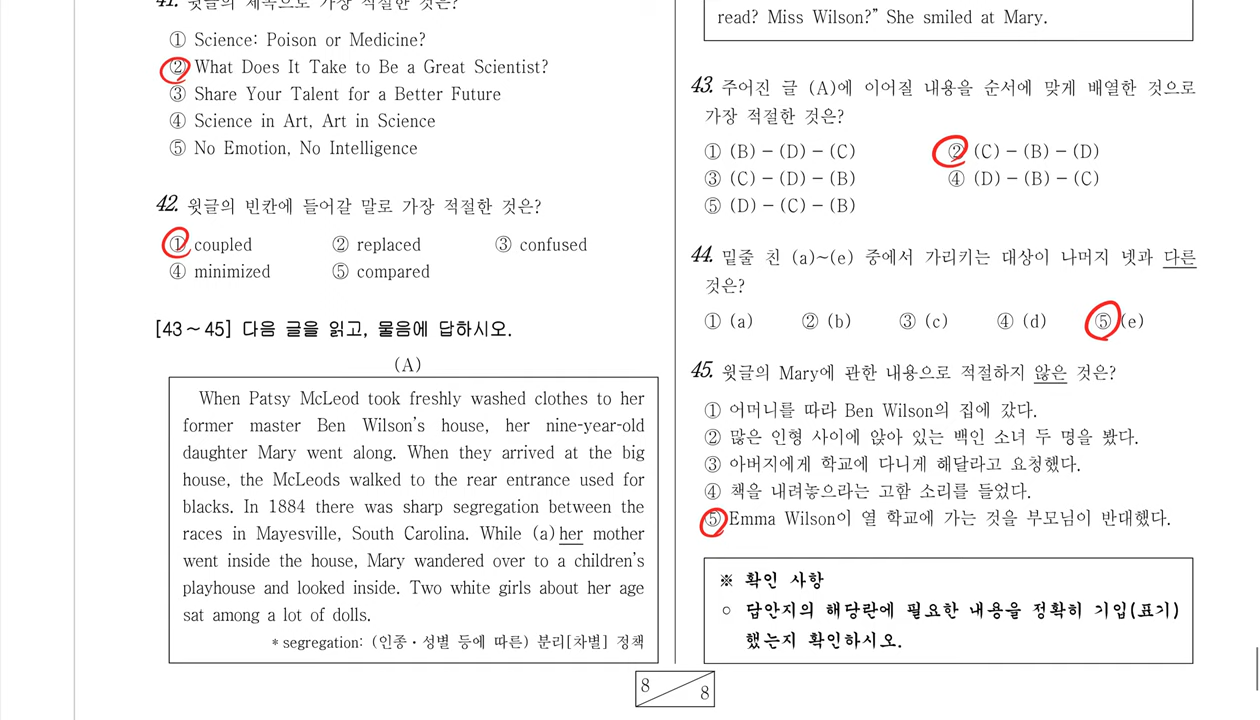 41. 윗글의 제목으로 가장 적절한 것은?
① Science: Poison or Medicine?
② What Does It Take to Be a Great Scientist?
③ Share Your Talent for a Better Future
④ Science in Art, Art in Science
⑤ No Emotion, No Intelligence
42. 윗글의 빈칸에 들어갈 말로 가장 적절한 것은?
① coupled ② replaced ③ confused
④ minimized ⑤ compared
[43~45] 다음 글을 읽고, 물음에 답하시오.
(A)
When Patsy McLeod took freshly washed clothes to her
former master Ben Wilson's house, her nine-year-old
daughter Mary went along. When they arrived at the big
house, the McLeods walked to the rear entrance used for
blacks. In 1884 there was sharp segregation between the
races in Mayesville, South Carolina. While (a) her mother
went inside the house, Mary wandered over to a children's
playhouse and looked inside. Two white girls about her age
sat among a lot of dolls.
* segregation: (인종·성별 등에 따른) 분리[차별] 정책
read? Miss Wilson?" She smiled at Mary.
43. 주어진 글 (A)에 이어질 내용을 순서에 맞게 배열한 것으로
가장 적절한 것은?
① (B)-(D)-(C) ② (C)-(B)-(D)
③ (C)-(D)-(B) ④ (D)-(B)-(C)
⑤ (D)-(C)-(B)
44. 밑줄 친 (a)~(e) 중에서 가리키는 대상이 나머지 넷과 다른
것은?
① (a) ② (b) ③ (c) ④ (d) ⑤ (e)
45. 윗글의 Mary에 관한 내용으로 적절하지 않은 것은?
① 어머니를 따라 Ben Wilson의 집에 갔다.
② 많은 인형 사이에 앉아 있는 백인 소녀 두 명을 봤다.
③ 아버지에게 학교에 다니게 해달라고 요청했다.
④ 책을 내려놓으라는 고함 소리를 들었다.
⑤ Emma Wilson이 연 학교에 가는 것을 부모님이 반대했다.
※ 확인 사항
○ 답안지의 해당란에 필요한 내용을 정확히 기입(표기)
했는지 확인하시오.
8 8